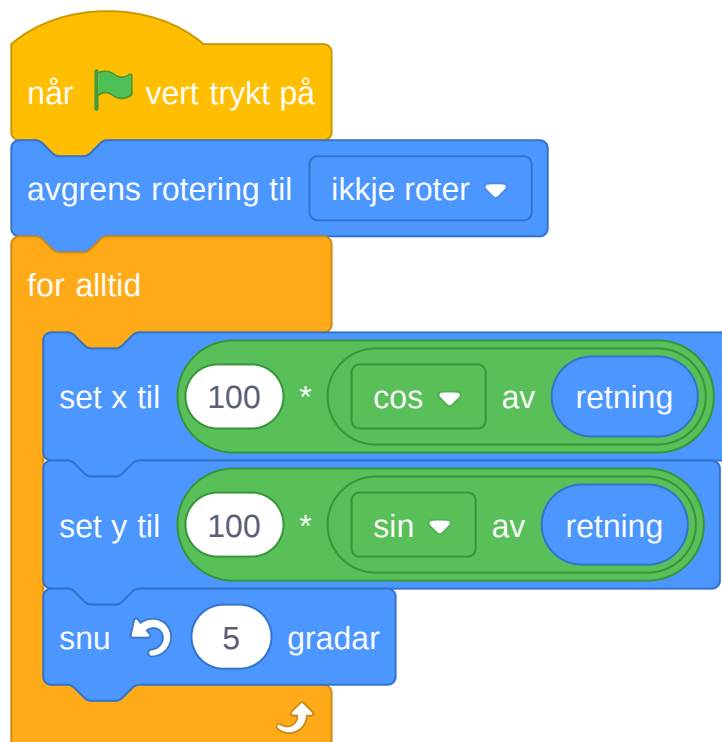 når vert trykt på
avgrens rotering til ikkje roter
for alltid
set x til 100 * cos av retning
set y til 100 * sin av retning
snu 5 gradar